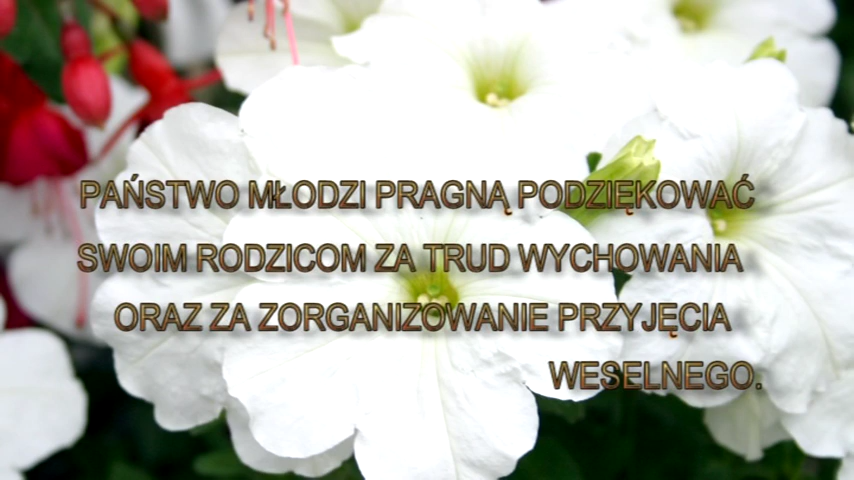 PAŃSTWO MŁODZI PRAGNĄ PODZIĘKOWAĆ
SWOIM RODZICOM ZA TRUD WYCHOWANIA
ORAZ ZA ZORGANIZOWANIE PRZYJĘCIA
WESELNEGO.